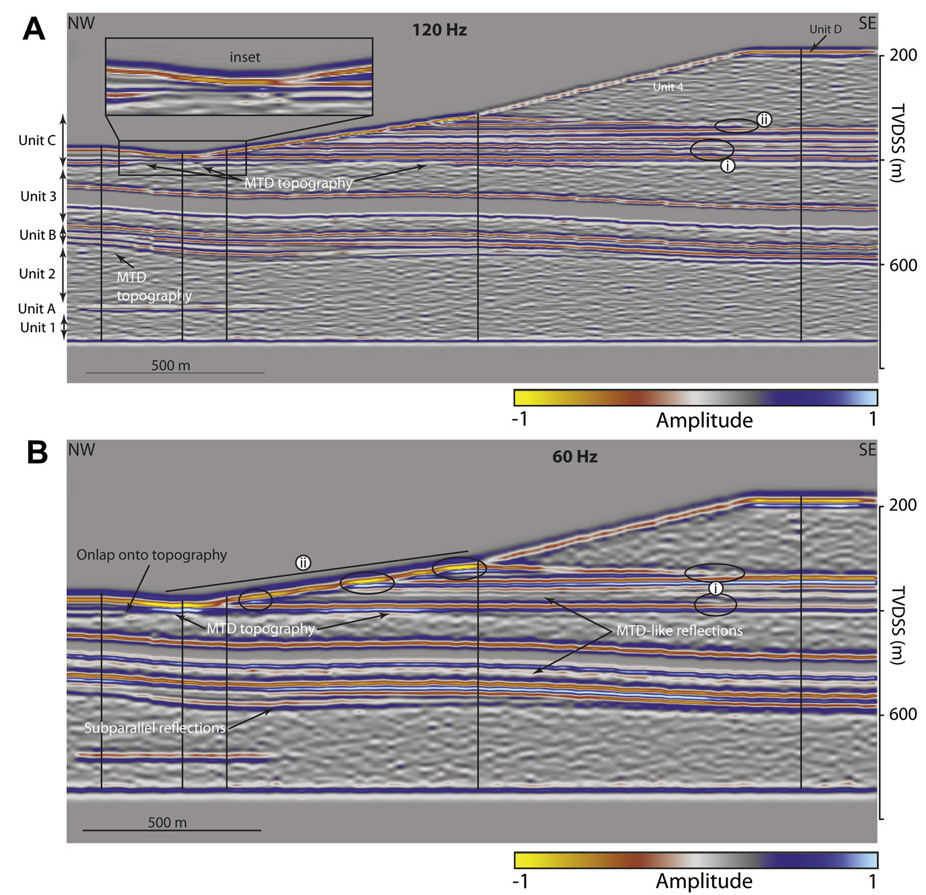 A
NW
120 Hz
SE
Unit D
inset
200
Unit 4
ii
Unit C
i
TVDSS (m)
MTD topography
Unit 3
Unit B
600
Unit 2
MTD
topography
Unit A
Unit 1
500 m
-1
Amplitude
1
B
NW
60 Hz
SE
200
Onlap onto topography
ii
i
TVDSS (m)
MTD topography
MTD-like reflections
600
Subparallel reflections
500 m
-1
Amplitude
1